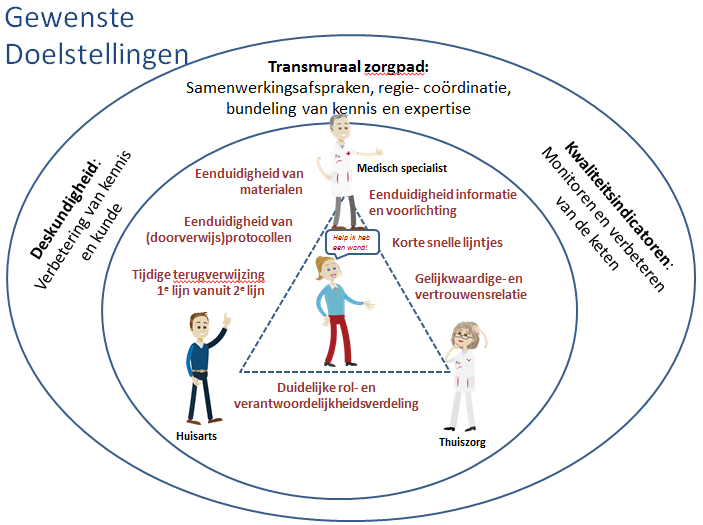 Gewenste
Doelstellingen
Transmuraal zorgpad:
Samenwerkingsafspraken, regie- coördinatie,
bundeling van kennis en expertise
Deskundigheid:
Verbetering van kennis
en kunde
Kwaliteitsindicatoren:
Monitoren en verbeteren
van de keten
Medisch specialist
Eenduidigheid van
materialen
Eenduidigheid informatie
en voorlichting
Eenduidigheid van
(doorverwijs)protocollen
Help ik heb
een wond!
Korte snelle lijntjes
Tijdige terugverwijzing
1e lijn vanuit 2e lijn
Gelijkwaardige- en
vertrouwensrelatie
Duidelijke rol- en
verantwoordelijkheidsverdeling
Huisarts
Thuiszorg